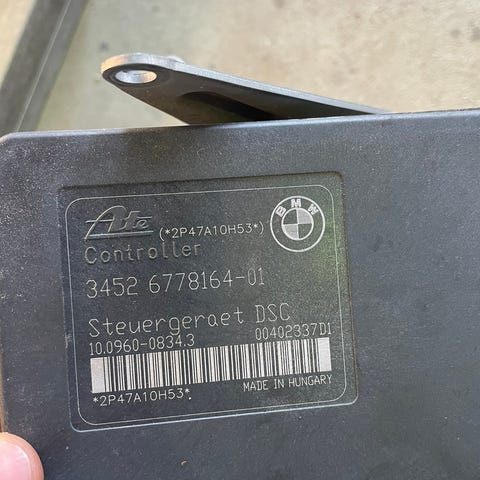 Ate (*2P47A10H53*)
BMW
Controller
3452 6778164-01
Steuergeraet DSC
10.0960-0834.3 00402337D1
MADE IN HUNGARY
*2P47A10H53*